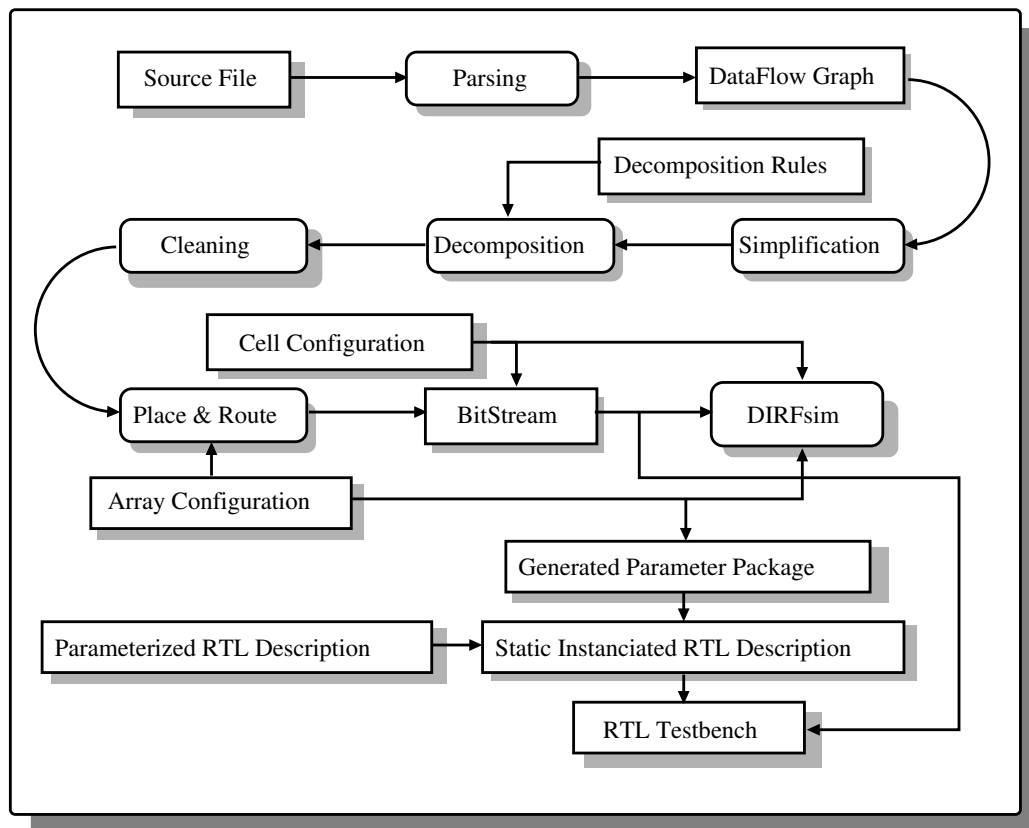 Source File
Parsing
DataFlow Graph
Decomposition Rules
Cleaning
Decomposition
Simplification
Cell Configuration
Place & Route
BitStream
DIRFsim
Array Configuration
Generated Parameter Package
Parameterized RTL Description
Static Instanciated RTL Description
RTL Testbench